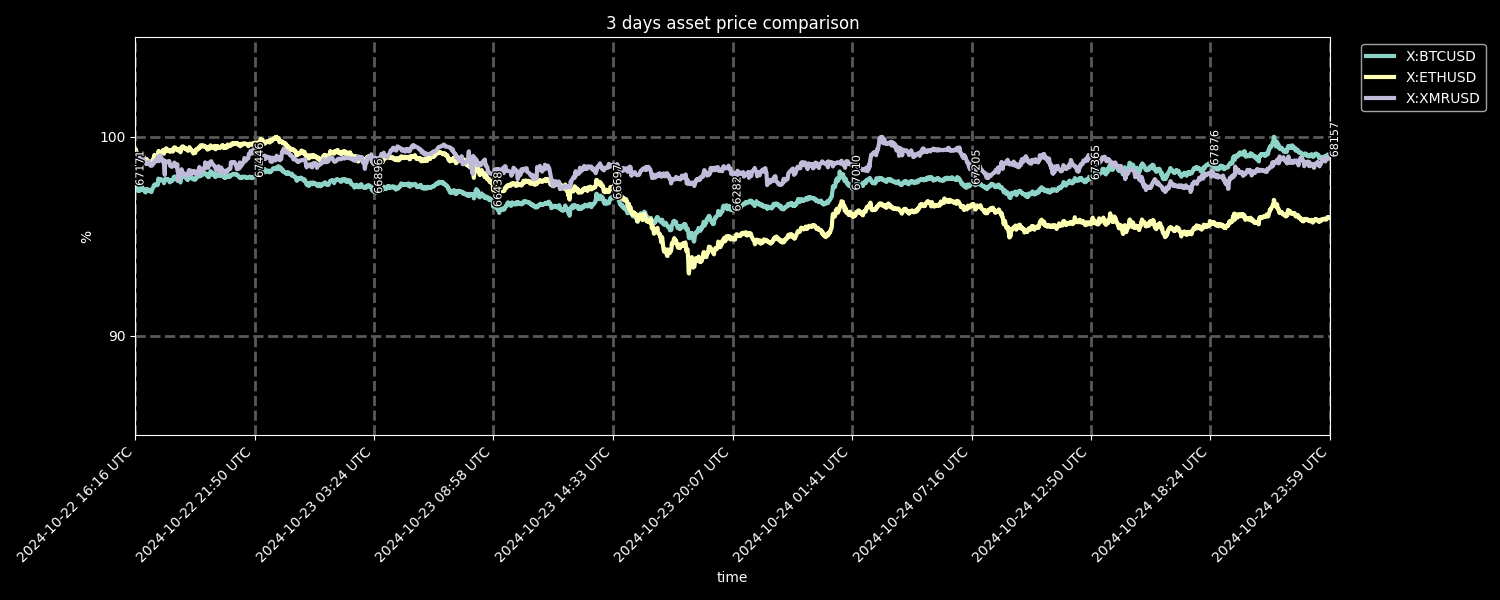 3 days asset price comparison
X:BTCUSD
X:ETHUSD
X:XMRUSD
100
90
%
67171
67446
66896
66438
66697
66282
67010
67205
67365
67876
68157
2024-10-22 16:16 UTC
2024-10-22 21:50 UTC
2024-10-23 03:24 UTC
2024-10-23 08:58 UTC
2024-10-23 14:33 UTC
2024-10-23 20:07 UTC
2024-10-24 01:41 UTC
2024-10-24 07:16 UTC
2024-10-24 12:50 UTC
2024-10-24 18:24 UTC
2024-10-24 23:59 UTC
time